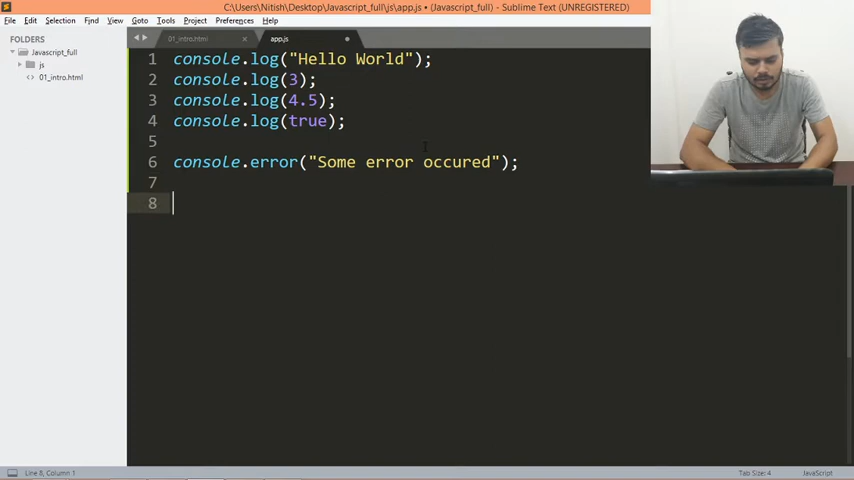 C:\Users\Nitish\Desktop\Javascript_full\js\app.js • (Javascript_full) - Sublime Text (UNREGISTERED)
File Edit Selection Find View Goto Tools Project Preferences Help
FOLDERS
Javascript_full
js
01_intro.html
01_intro.html
app.js
1 console.log("Hello World");
2 console.log(3);
3 console.log(4.5);
4 console.log(true);
5
6 console.error("Some error occured");
7
8
Line 8, Column 1
Tab Size: 4
JavaScript